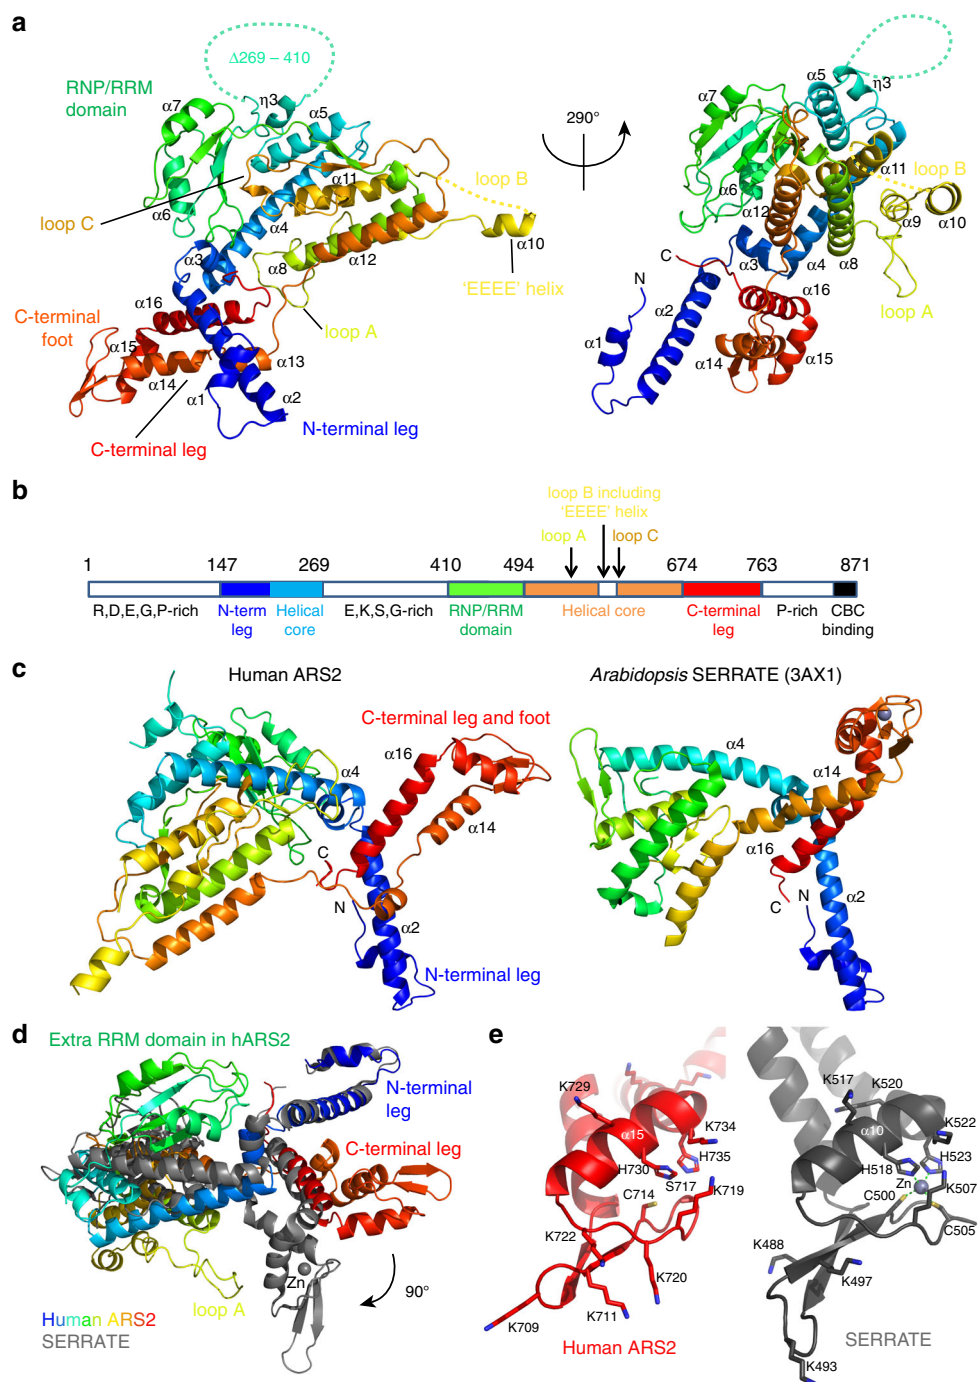 a
Δ269 – 410
RNP/RRM
domain
α7
η3
α5
loop C
α6
α11
α4
loop B
α10
α3
α8
α12
'EEEE' helix
loop A
α16
C-terminal
foot
α15
α14
α13
α1
α2
C-terminal leg
N-terminal leg
290°
α5
η3
α7
α11
loop B
α6
α12
α9
α10
C
α3
α4
α8
N
α2
α16
loop A
α1
α14
α15
b
loop B including
'EEEE' helix
loop A
loop C
1 147 269 410 494 674 763 871
R,D,E,G,P-rich N-term Helical E,K,S,G-rich RNP/RRM Helical core C-terminal P-rich CBC
leg core domain leg binding
c
Human ARS2
Arabidopsis SERRATE (3AX1)
C-terminal leg and foot
α16
α4
α14
C
N
α2
N-terminal leg
α4
α14
α16
C
N
α2
d
Extra RRM domain in hARS2
N-terminal
leg
C-terminal leg
Zn
90°
loop A
Human ARS2
SERRATE
e
K729
α15
K734
H735
H730
S717
C714
K719
K722
K720
K711
K709
Human ARS2
K517
K520
α10
K522
H523
H518
Zn
K507
C500
C505
K488
K497
SERRATE
K493